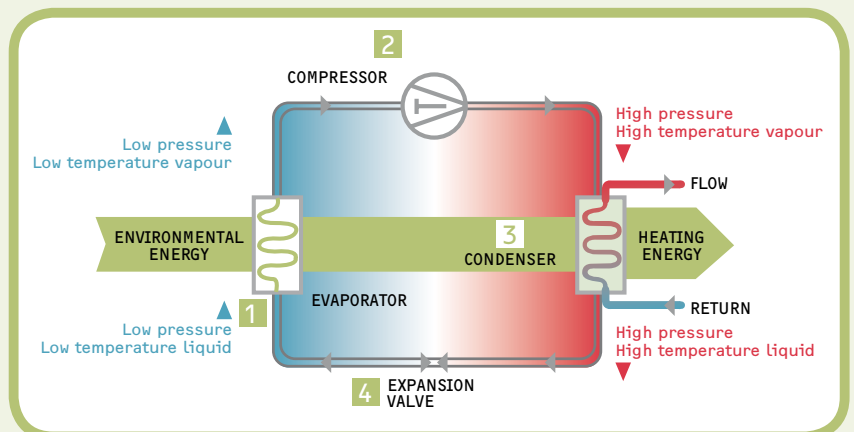 2
COMPRESSOR
Low pressure
Low temperature vapour
High pressure
High temperature vapour
FLOW
ENVIRONMENTAL
ENERGY
3
CONDENSER
HEATING
ENERGY
1
EVAPORATOR
RETURN
Low pressure
Low temperature liquid
High pressure
High temperature liquid
4
EXPANSION
VALVE